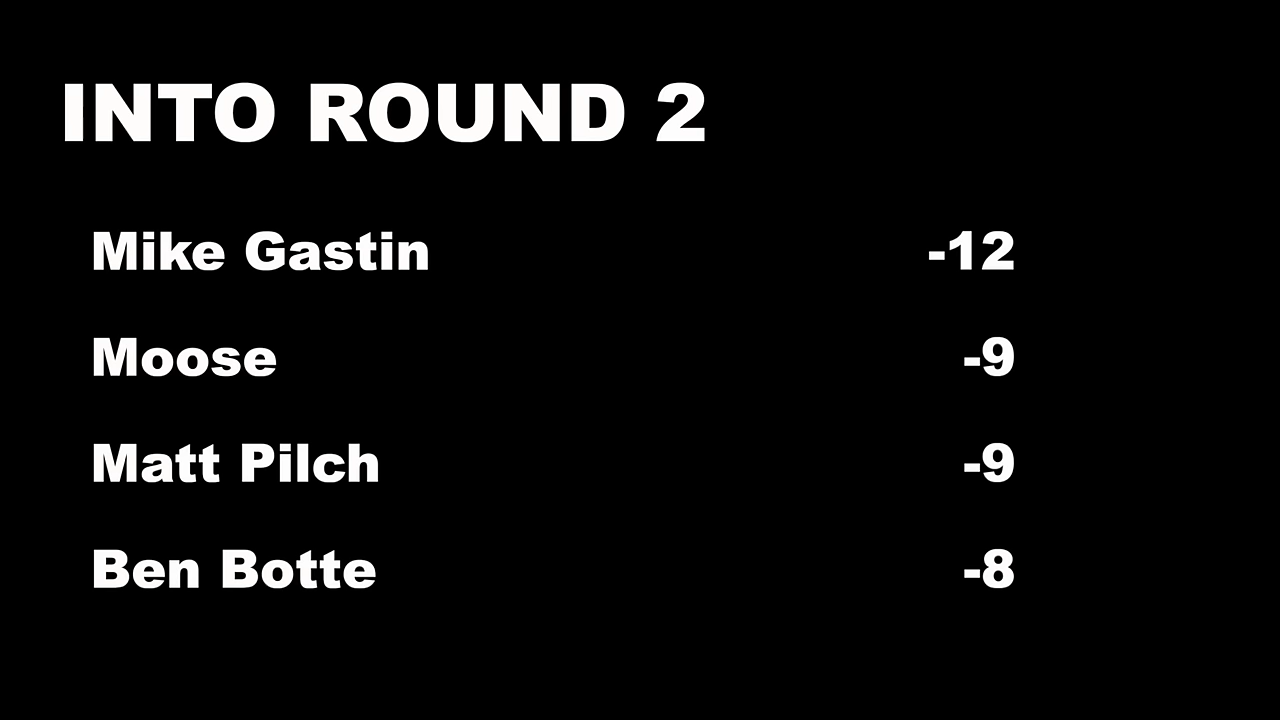 INTO ROUND 2
Mike Gastin -12
Moose -9
Matt Pilch -9
Ben Botte -8